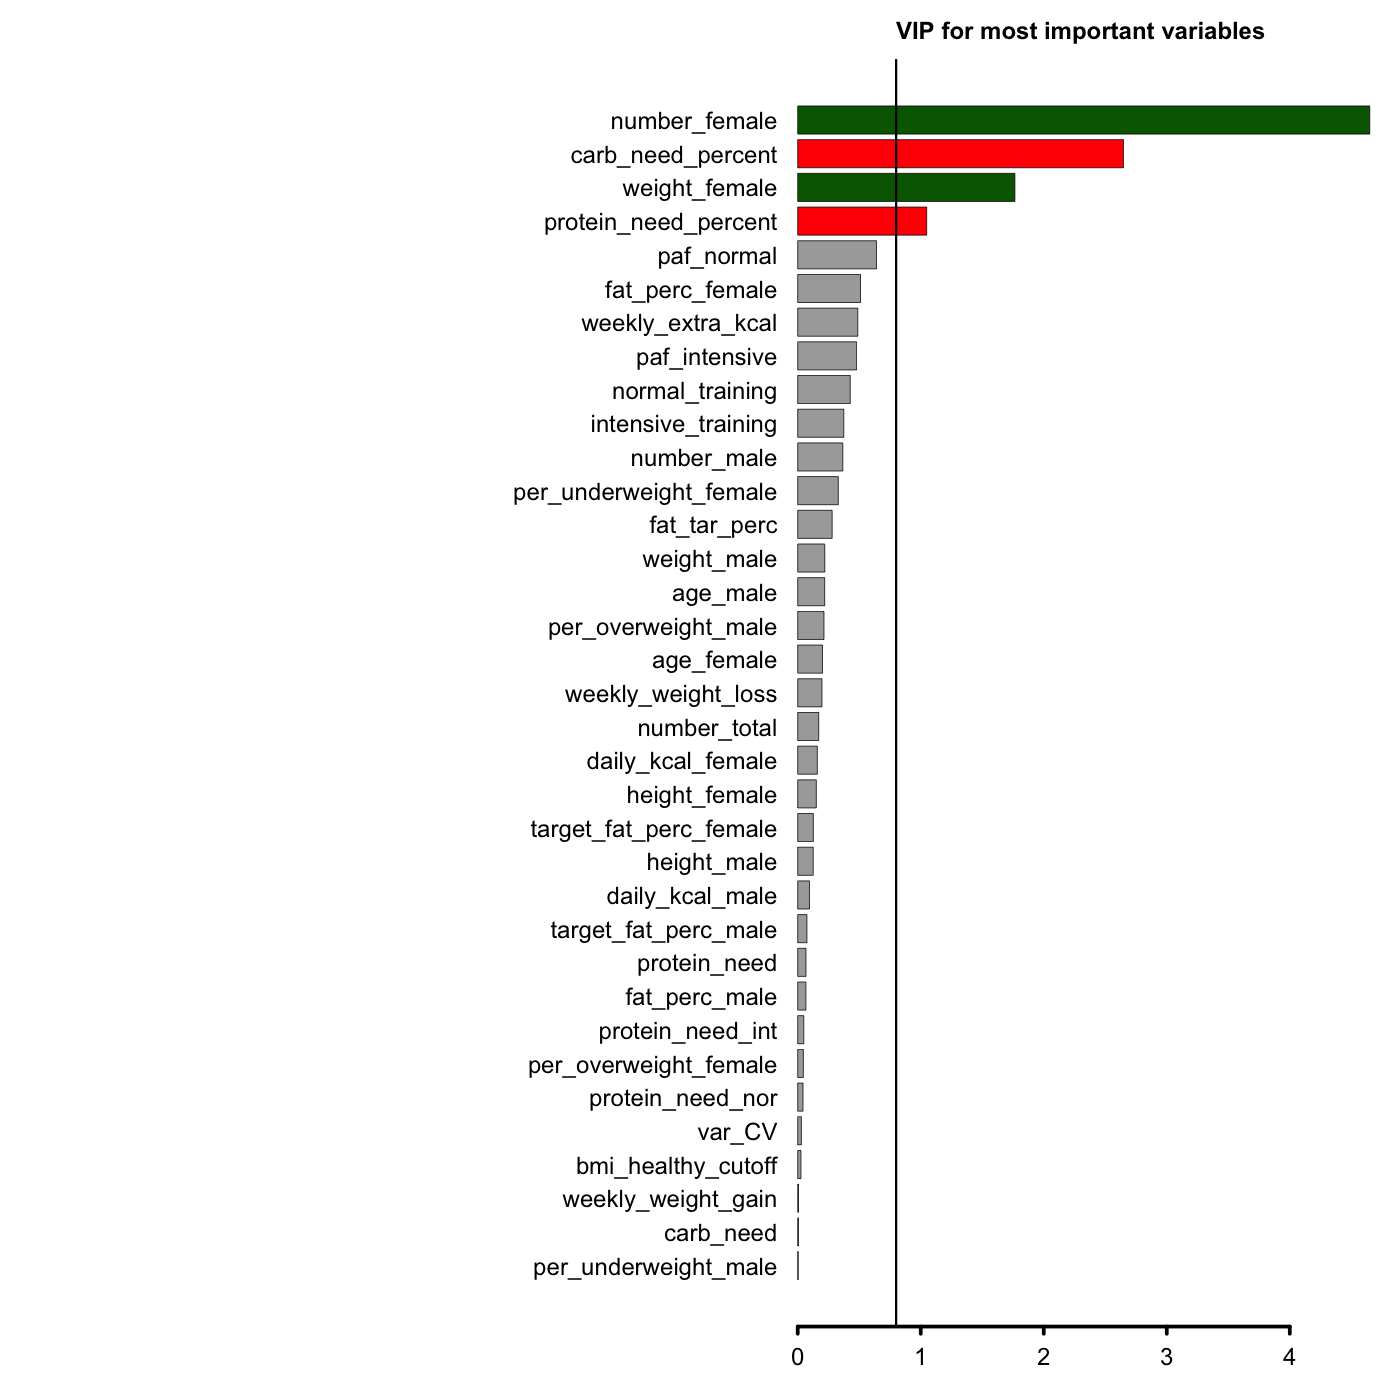 VIP for most important variables
number_female
carb_need_percent
weight_female
protein_need_percent
paf_normal
fat_perc_female
weekly_extra_kcal
paf_intensive
normal_training
intensive_training
number_male
per_underweight_female
fat_tar_perc
weight_male
age_male
per_overweight_male
age_female
weekly_weight_loss
number_total
daily_kcal_female
height_female
target_fat_perc_female
height_male
daily_kcal_male
target_fat_perc_male
protein_need
fat_perc_male
protein_need_int
per_overweight_female
protein_need_nor
var_CV
bmi_healthy_cutoff
weekly_weight_gain
carb_need
per_underweight_male
0 1 2 3 4